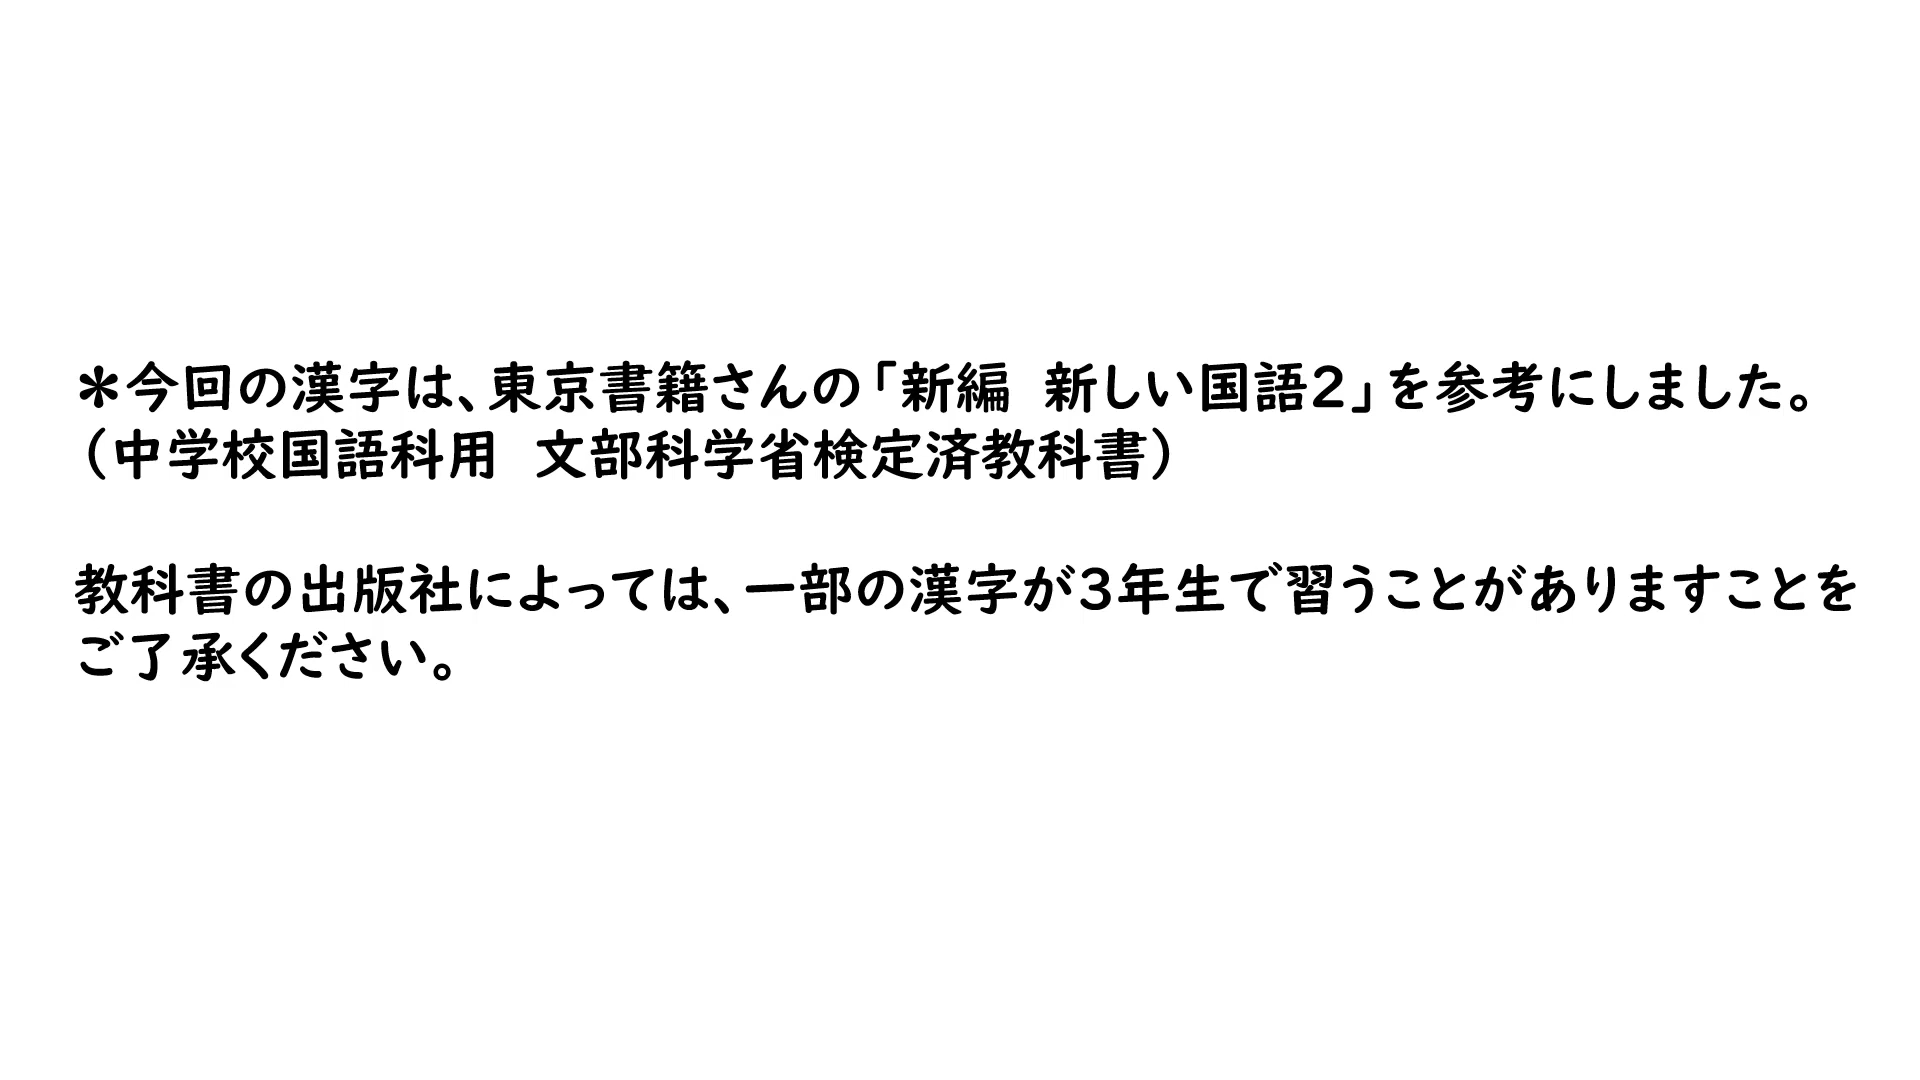 ＊今回の漢字は、東京書籍さんの「新編　新しい国語２」を参考にしました。
（中学校国語科用　文部科学省検定済教科書）
教科書の出版社によっては、一部の漢字が３年生で習うことがありますことを
ご了承ください。